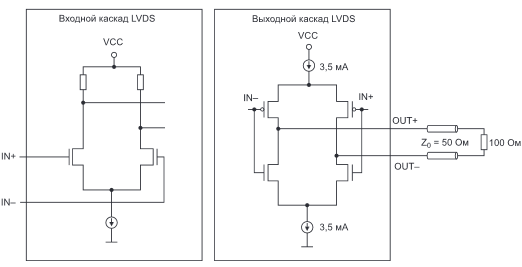 Входной каскад LVDS
VCC
IN+
IN–
Выходной каскад LVDS
VCC
3,5 мА
IN–
IN+
OUT+
Z0 = 50 Ом
100 Ом
OUT–
3,5 мА